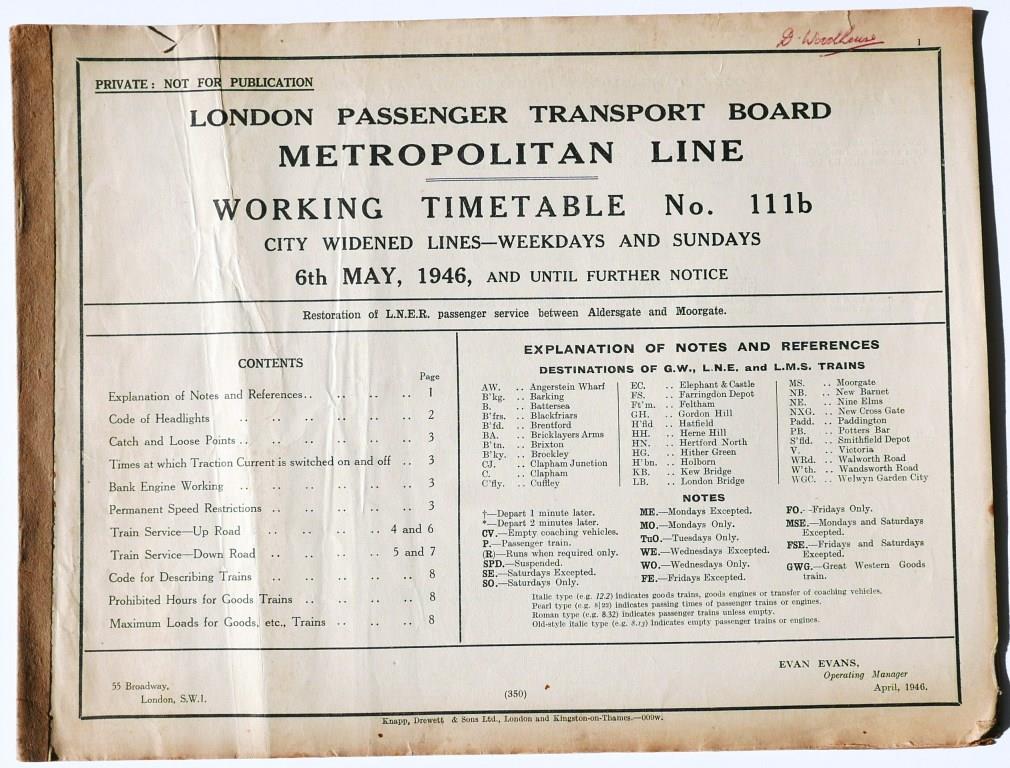 D. Woodhouse
1
PRIVATE: NOT FOR PUBLICATION
LONDON PASSENGER TRANSPORT BOARD
METROPOLITAN LINE
WORKING TIMETABLE No. 111b
CITY WIDENED LINES—WEEKDAYS AND SUNDAYS
6th MAY, 1946, AND UNTIL FURTHER NOTICE
Restoration of L.N.E.R. passenger service between Aldersgate and Moorgate.
CONTENTS
Page
Explanation of Notes and References.. .. .. .. 1
Code of Headlights .. .. .. .. .. 2
Catch and Loose Points .. .. .. .. .. 3
Times at which Traction Current is switched on and off .. 3
Bank Engine Working .. .. .. .. .. 3
Permanent Speed Restrictions .. .. .. .. 3
Train Service—Up Road .. .. .. 4 and 6
Train Service—Down Road .. .. .. 5 and 7
Code for Describing Trains .. .. .. .. 8
Prohibited Hours for Goods Trains .. .. .. 8
Maximum Loads for Goods, etc., Trains .. .. .. 8
EXPLANATION OF NOTES AND REFERENCES
DESTINATIONS OF G.W., L.N.E. and L.M.S. TRAINS
AW. .. Angerstein Wharf
B'kg. .. Barking
B. .. Battersea
B'frs. .. Blackfriars
B'fd. .. Brentford
BA. .. Bricklayers Arms
B'tn. .. Brixton
B'ky. .. Brockley
CJ. .. Clapham Junction
C. .. Clapham
C'fly. .. Cuffley
EC. .. Elephant & Castle
FS. .. Farringdon Depot
Ft'm. .. Feltham
GH. .. Gordon Hill
H'fld .. Hatfield
HH. .. Herne Hill
HN. .. Hertford North
HG. .. Hither Green
H'bn. .. Holborn
KB. .. Kew Bridge
LB. .. London Bridge
MS. .. Moorgate
NB. .. New Barnet
NE. .. Nine Elms
NXG. .. New Cross Gate
Padd. .. Paddington
PB. .. Potters Bar
S'fld. .. Smithfield Depot
V. .. Victoria
WRd. .. Walworth Road
W'th. .. Wandsworth Road
WGC. .. Welwyn Garden City
NOTES
†—Depart 1 minute later.
*—Depart 2 minutes later.
CV.—Empty coaching vehicles.
P.—Passenger train.
(R)—Runs when required only.
SPD.—Suspended.
SE.—Saturdays Excepted.
SO.—Saturdays Only.
ME.—Mondays Excepted.
MO.—Mondays Only.
TuO.—Tuesdays Only.
WE.—Wednesdays Excepted.
WO.—Wednesdays Only.
FE.—Fridays Excepted.
FO.—Fridays Only.
MSE.—Mondays and Saturdays
Excepted.
FSE.—Fridays and Saturdays
Excepted.
GWG.—Great Western Goods
train.
Italic type (e.g. 12.2) indicates goods trains, goods engines or transfer of coaching vehicles.
Pearl type (e.g. 8|23) indicates passing times of passenger trains or engines.
Roman type (e.g. 8.32) indicates passenger trains unless empty.
Old-style italic type (e.g. 8.13) indicates empty passenger trains or engines.
55 Broadway,
London, S.W.1.
(350)
EVAN EVANS,
Operating Manager
April, 1946.
Knapp, Drewett & Sons Ltd., London and Kingston-on-Thames.—009w.